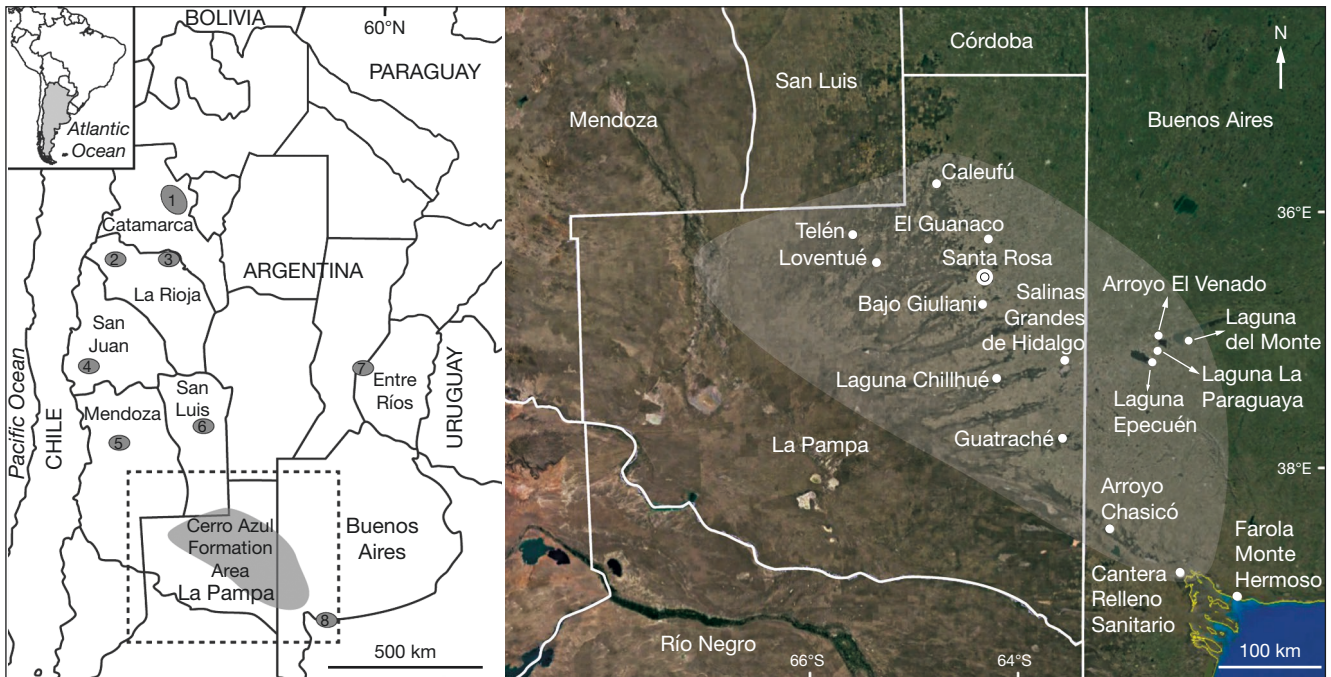 BOLIVIA
60°N
PARAGUAY
Atlantic
Ocean
1
Catamarca
2
3
La Rioja
ARGENTINA
San
Juan
4
7
Entre
Ríos
San
Luis
6
Mendoza
5
Pacific Ocean
CHILE
URUGUAY
Cerro Azul
Formation
Area
La Pampa
Buenos
Aires
8
500 km
Córdoba
N
San Luis
Mendoza
Buenos Aires
Caleufú
36°E
Telén
El Guanaco
Loventué
Santa Rosa
Bajo Giuliani
Salinas
Grandes
de Hidalgo
Arroyo El Venado
Laguna
del Monte
Laguna La
Paraguaya
Laguna
Epecuén
Laguna Chillhué
Guatraché
La Pampa
38°E
Arroyo
Chasicó
Farola
Monte
Hermoso
Cantera
Relleno
Sanitario
Río Negro
66°S
64°S
100 km